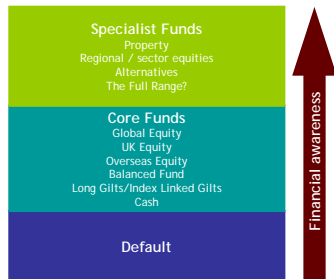 Specialist Funds
Property
Regional / sector equities
Alternatives
The Full Range?
Core Funds
Global Equity
UK Equity
Overseas Equity
Balanced Fund
Long Gilts/Index Linked Gilts
Cash
Default
Financial awareness